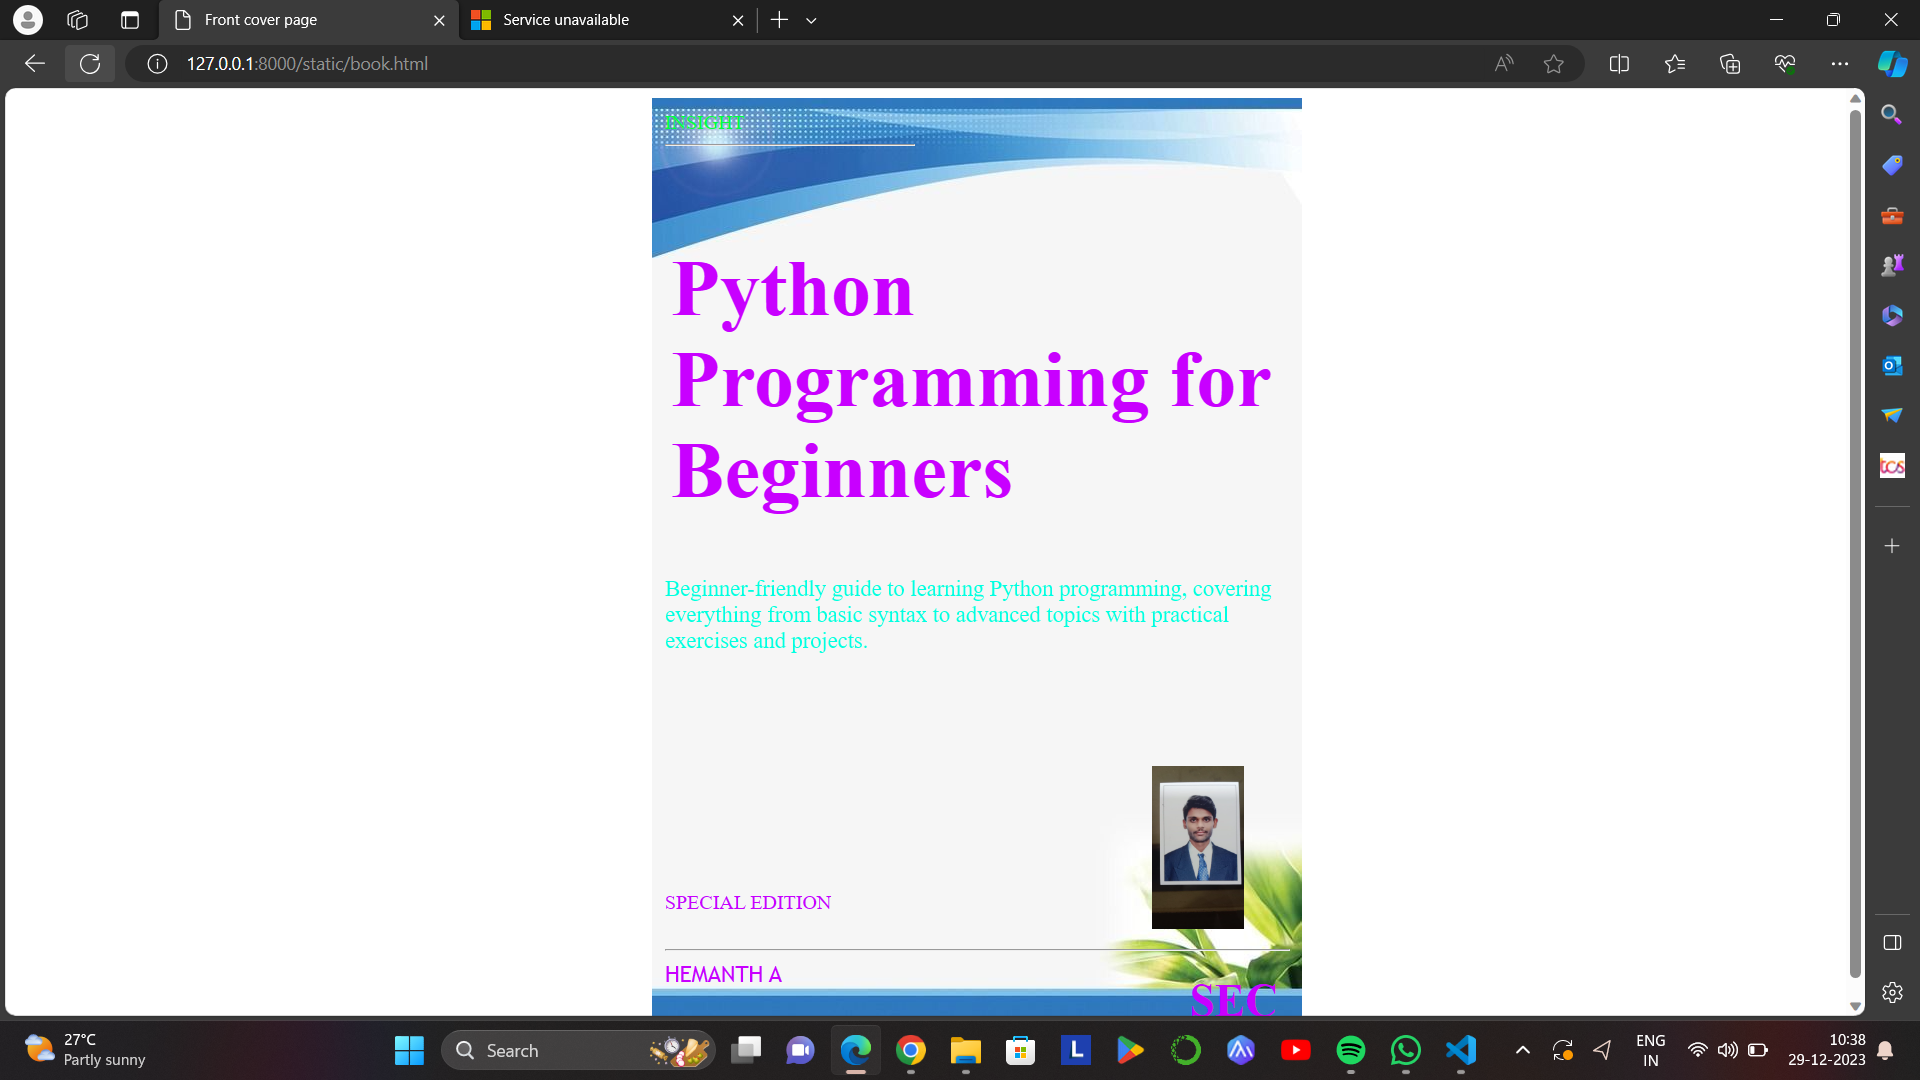 Front cover page
Service unavailable
127.0.0.1:8000/static/book.html
INSIGHT
Python
Programming for
Beginners
Beginner-friendly guide to learning Python programming, covering
everything from basic syntax to advanced topics with practical
exercises and projects.
SPECIAL EDITION
HEMANTH A
SEC
tcs
27°C
Partly sunny
Search
L
ENG
IN
10:38
29-12-2023